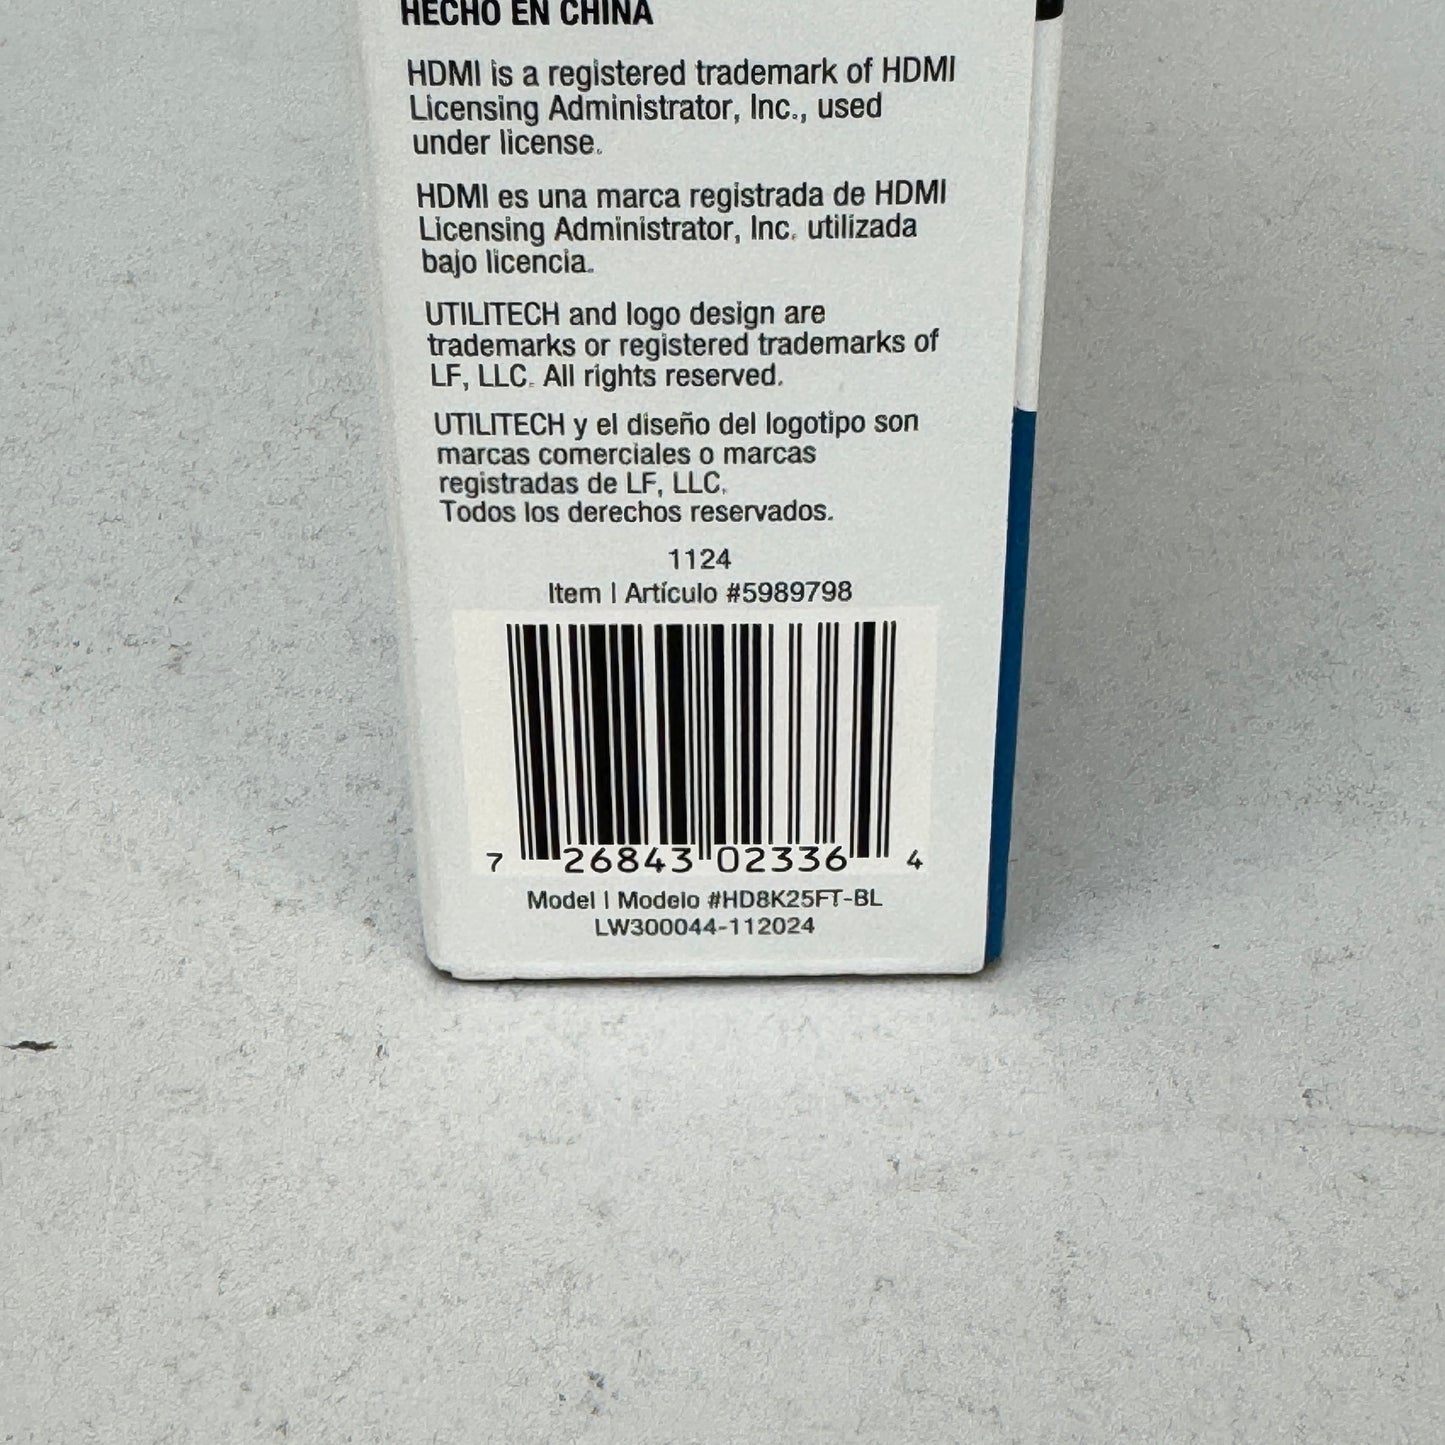 HECHO EN CHINA
HDMI is a registered trademark of HDMI
Licensing Administrator, Inc., used
under license.
HDMI es una marca registrada de HDMI
Licensing Administrator, Inc. utilizada
bajo licencia.
UTILITECH and logo design are
trademarks or registered trademarks of
LF, LLC. All rights reserved.
UTILITECH y el diseño del logotipo son
marcas comerciales o marcas
registradas de LF, LLC.
Todos los derechos reservados.
1124
Item | Artículo #5989798
7 26843 02336 4
Model | Modelo #HD8K25FT-BL
LW300044-112024